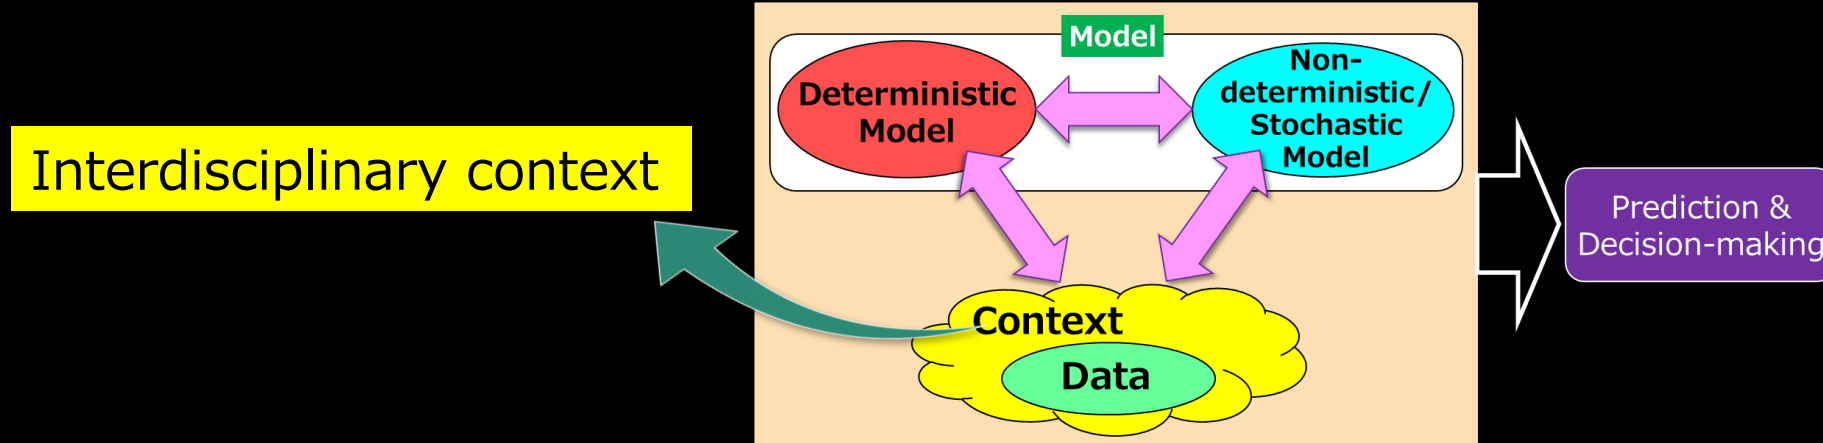 Interdisciplinary context
Model
Deterministic
Model
Non-
deterministic/
Stochastic
Model
Context
Data
Prediction &
Decision-making